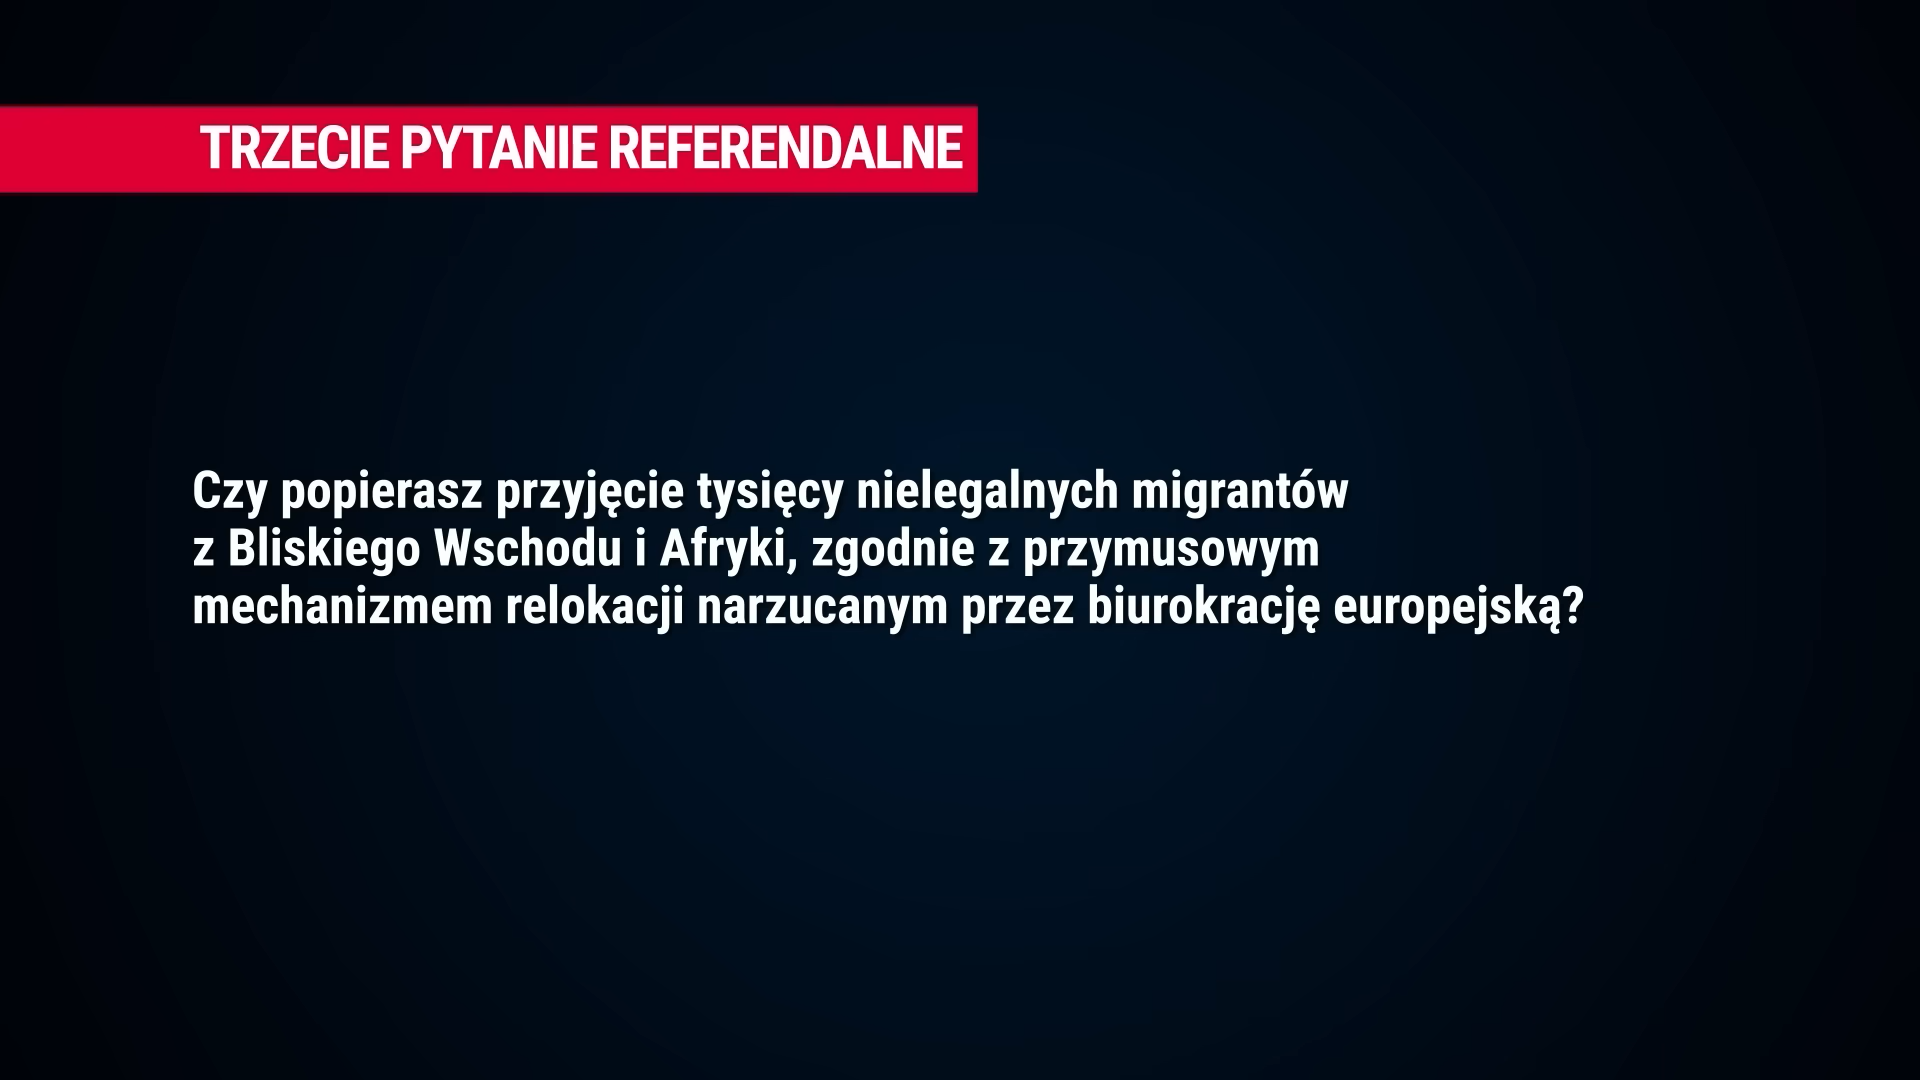 TRZECIE PYTANIE REFERENDALNE
Czy popierasz przyjęcie tysięcy nielegalnych migrantów
z Bliskiego Wschodu i Afryki, zgodnie z przymusowym
mechanizmem relokacji narzucanym przez biurokrację europejską?